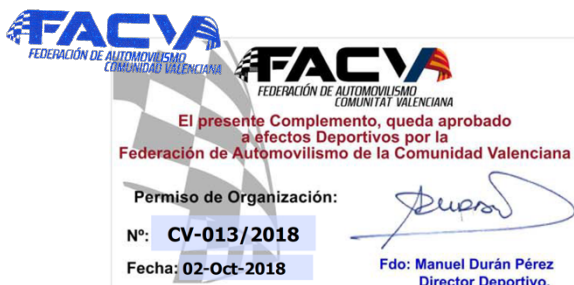 FACVA
FEDERACIÓN DE AUTOMOVILISMO
COMUNIDAD VALENCIANA
FACVA
FEDERACIÓN DE AUTOMOVILISMO
COMUNITAT VALENCIANA
El presente Complemento, queda aprobado
a efectos Deportivos por la
Federación de Automovilismo de la Comunidad Valenciana
Permiso de Organización:
Nº: CV-013/2018
Fecha: 02-Oct-2018
Fdo: Manuel Durán Pérez
Director Deportivo.